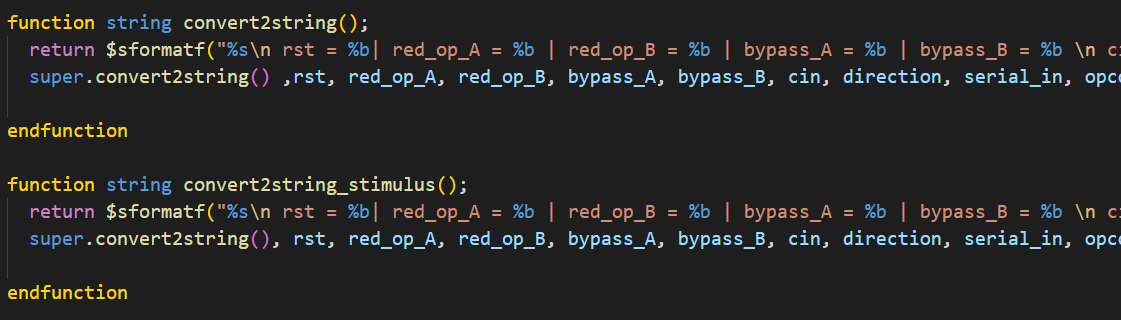 function string convert2string();
return $sformatf("%s\n rst = %b| red_op_A = %b | red_op_B = %b | bypass_A = %b | bypass_B = %b \n
super.convert2string() ,rst, red_op_A, red_op_B, bypass_A, bypass_B, cin, direction, serial_in,
endfunction
function string convert2string_stimulus();
return $sformatf("%s\n rst = %b| red_op_A = %b | red_op_B = %b | bypass_A = %b | bypass_B = %b \n
super.convert2string(), rst, red_op_A, red_op_B, bypass_A, bypass_B, cin, direction, serial_in,
endfunction